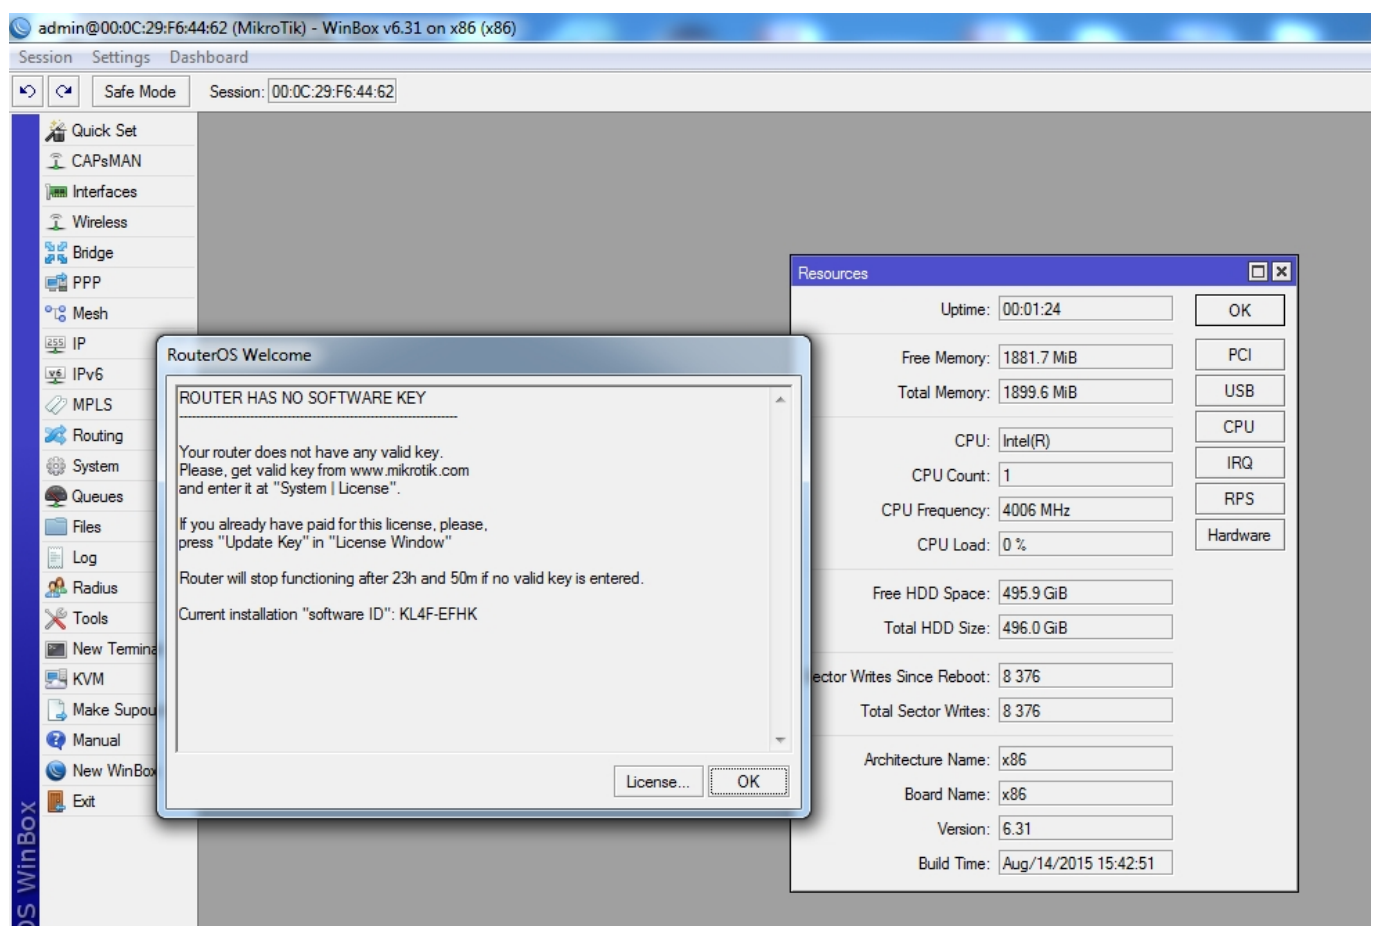 admin@00:0C:29:F6:44:62 (MikroTik) - WinBox v6.31 on x86 (x86)
Session Settings Dashboard
Safe Mode Session: 00:0C:29:F6:44:62
Quick Set
CAPsMAN
Interfaces
Wireless
Bridge
PPP
Mesh
IP
IPv6
MPLS
Routing
System
Queues
Files
Log
Radius
Tools
New Termina
KVM
Make Supou
Manual
New WinBox
Exit
OS WinBox
RouterOS Welcome
ROUTER HAS NO SOFTWARE KEY
----------------------------------------------------------------------
Your router does not have any valid key.
Please, get valid key from www.mikrotik.com
and enter it at "System | License".
If you already have paid for this license, please,
press "Update Key" in "License Window"
Router will stop functioning after 23h and 50m if no valid key is entered.
Current installation "software ID": KL4F-EFHK
License... OK
Resources
Uptime: 00:01:24
Free Memory: 1881.7 MiB
Total Memory: 1899.6 MiB
CPU: Intel(R)
CPU Count: 1
CPU Frequency: 4006 MHz
CPU Load: 0 %
Free HDD Space: 495.9 GiB
Total HDD Size: 496.0 GiB
ector Writes Since Reboot: 8 376
Total Sector Writes: 8 376
Architecture Name: x86
Board Name: x86
Version: 6.31
Build Time: Aug/14/2015 15:42:51
OK
PCI
USB
CPU
IRQ
RPS
Hardware